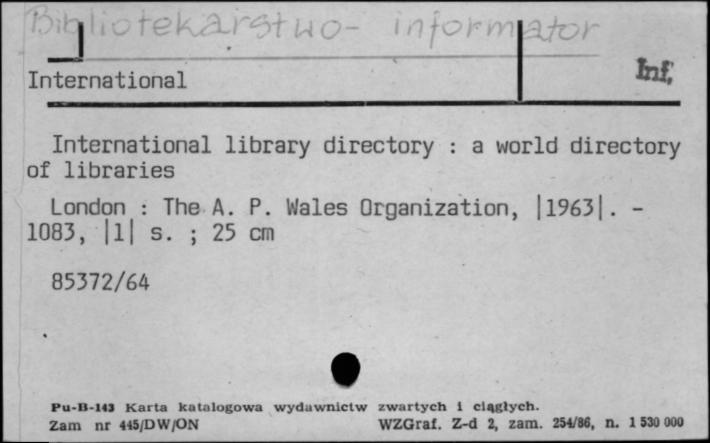 Bibliotekarstwo - informator
International
Inf.
International library directory : a world directory
of libraries
London : The A. P. Wales Organization, |1963|. -
1083, |1| s. ; 25 cm
85372/64
Pu-B-143 Karta katalogowa wydawnictw zwartych i ciągłych.
Zam nr 445/DW/ON WZGraf. Z-d 2, zam. 254/86, n. 1 530 000